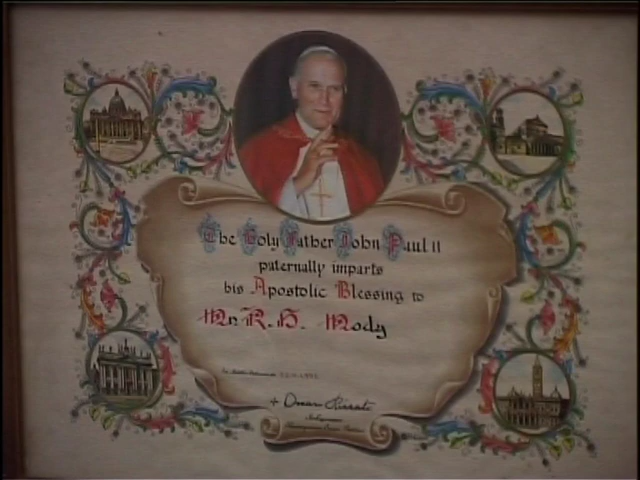 The Holy Father John Paul II
paternally imparts
his Apostolic Blessing to
Mr R. H. Mody